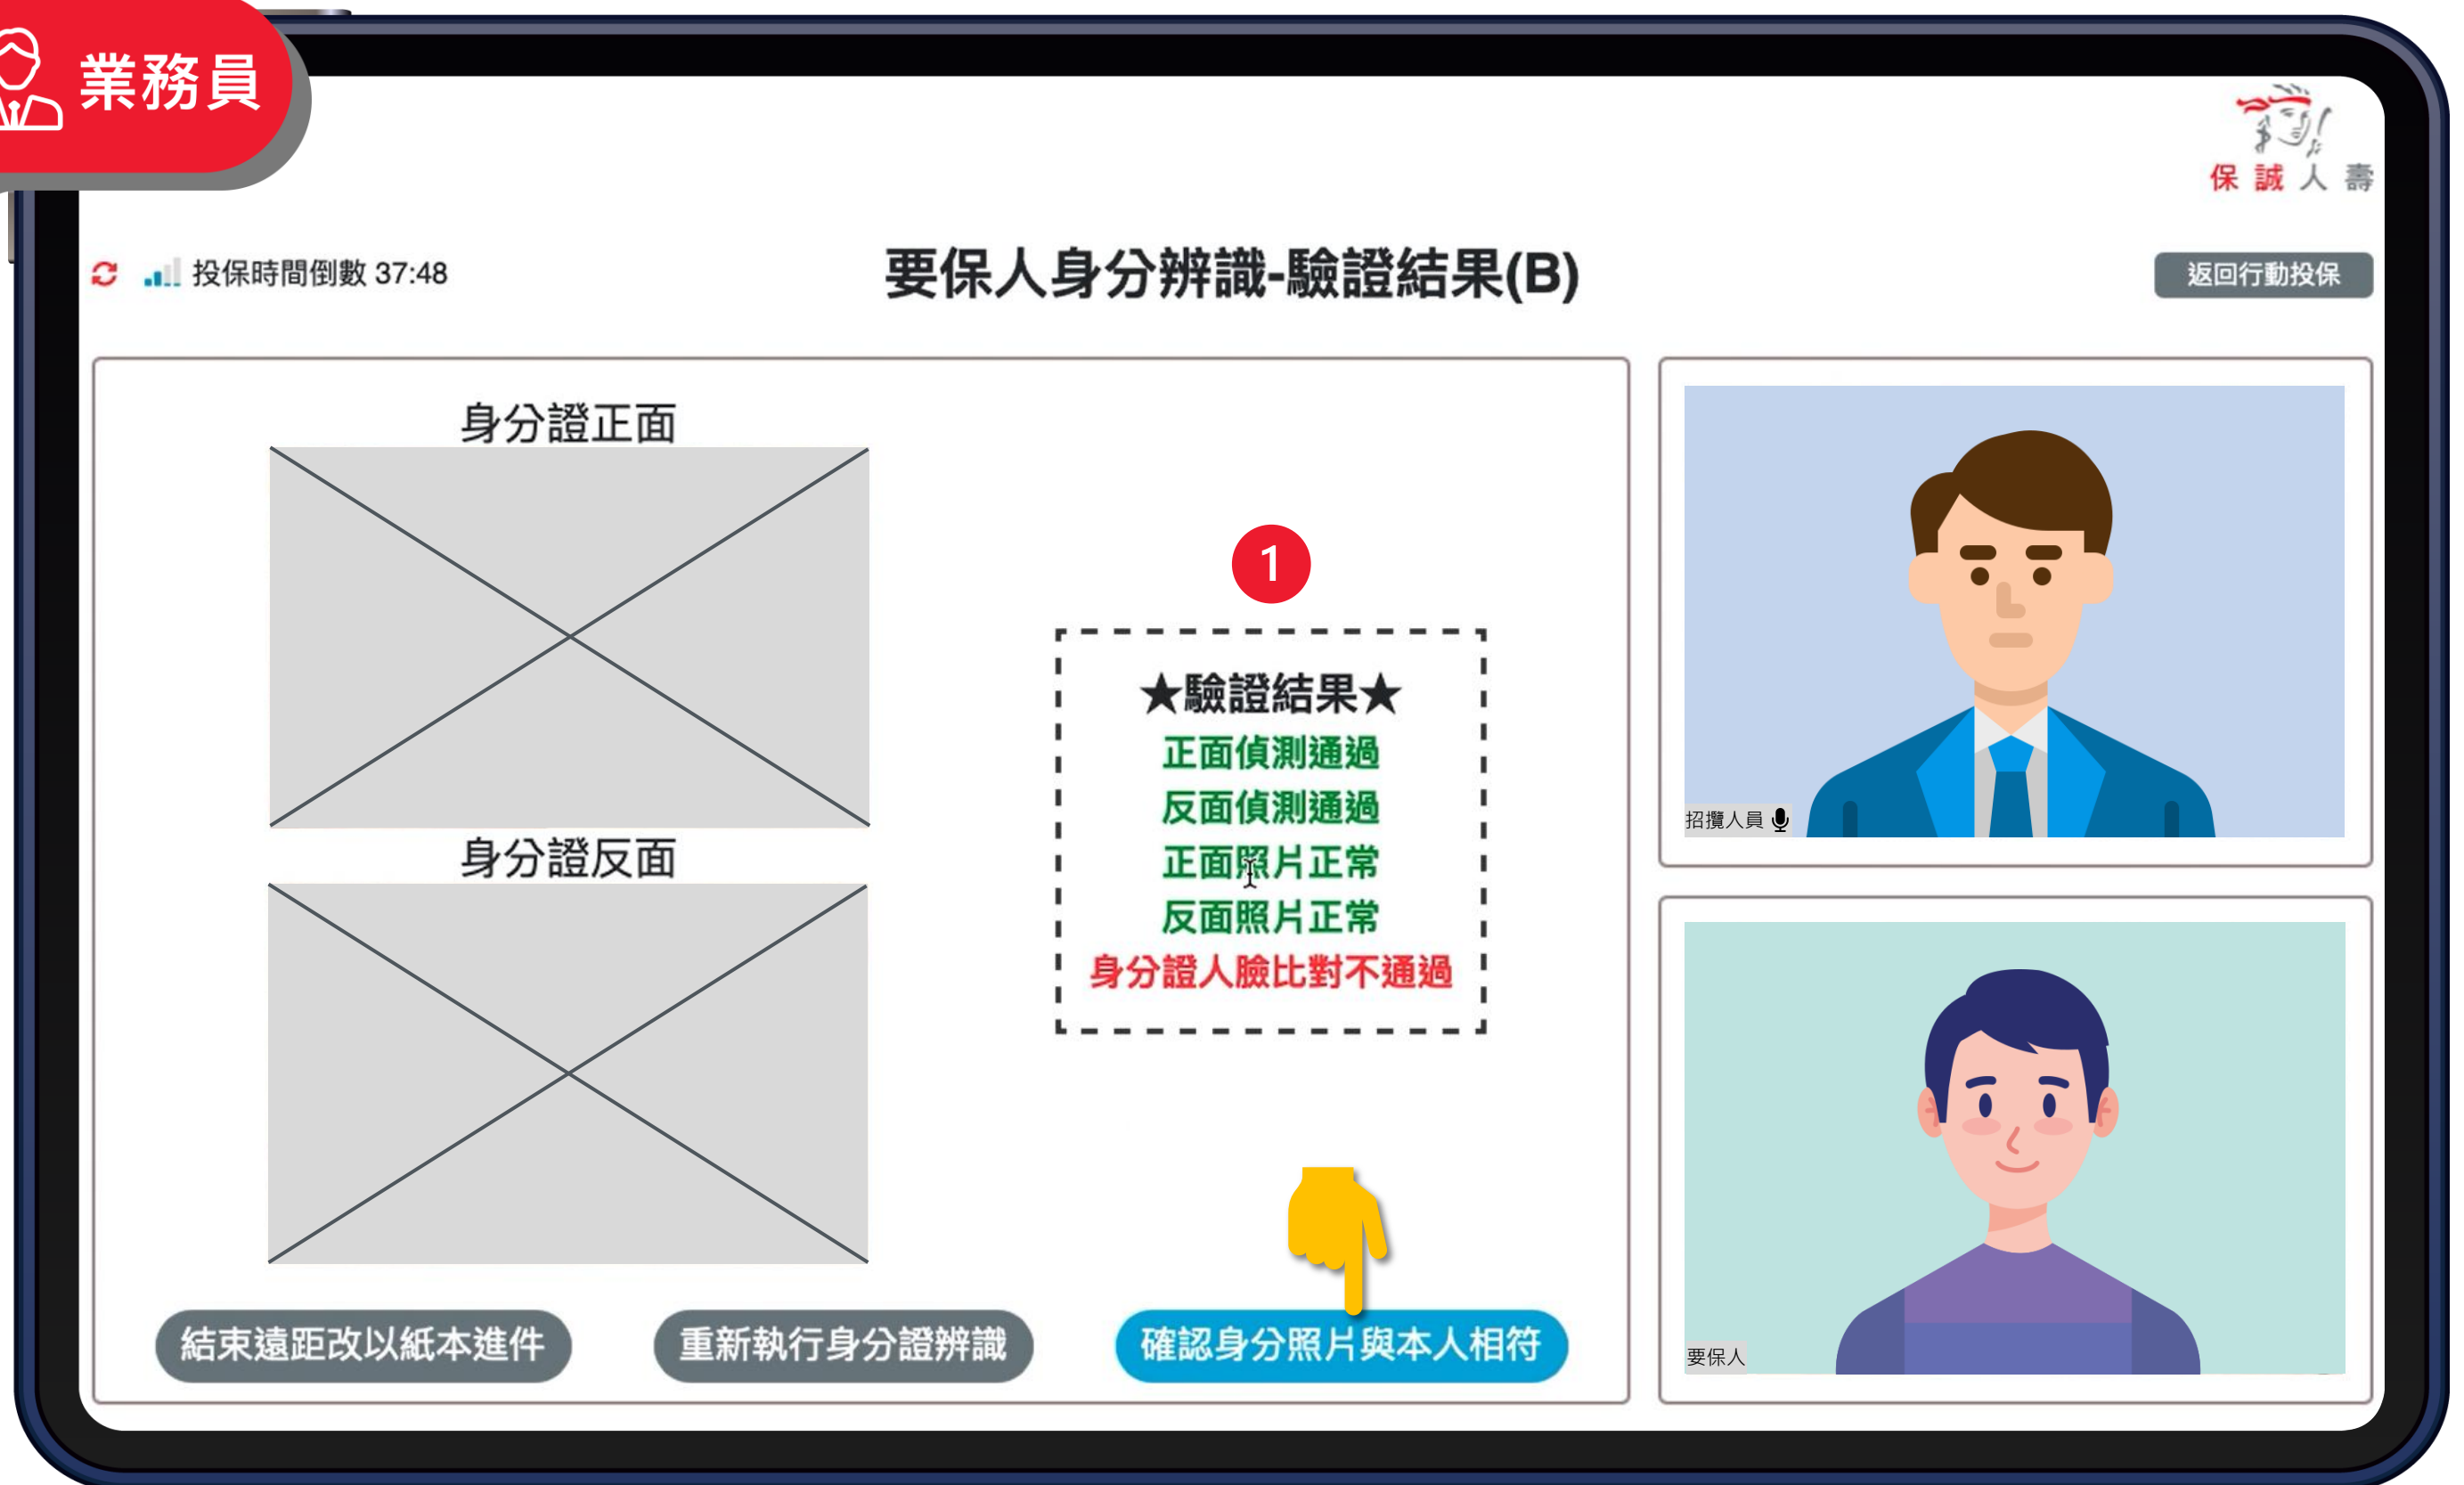 業務員
保誠人壽
投保時間倒數 37:48
要保人身分辨識-驗證結果(B)
返回行動投保
身分證正面
1
★驗證結果★
正面偵測通過
反面偵測通過
正面照片正常
反面照片正常
身分證人臉比對不通過
身分證反面
招攬人員
要保人
結束遠距改以紙本進件
重新執行身分證辨識
確認身分照片與本人相符